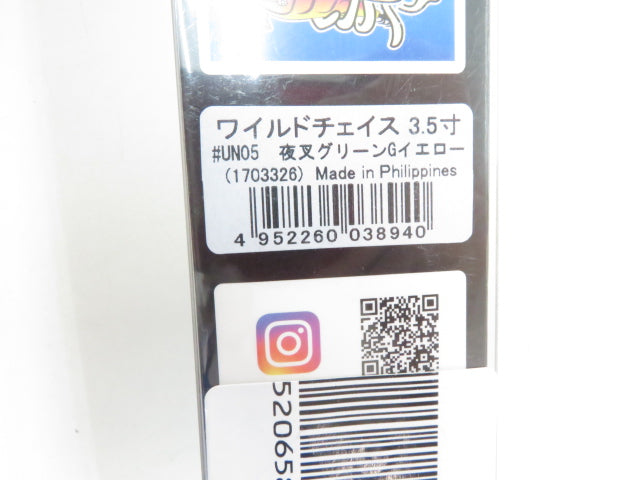 ワイルドチェイス 3.5寸
#UN05　夜叉グリーンGイエロー
(1703326) Made in Philippines
4 952260 038940